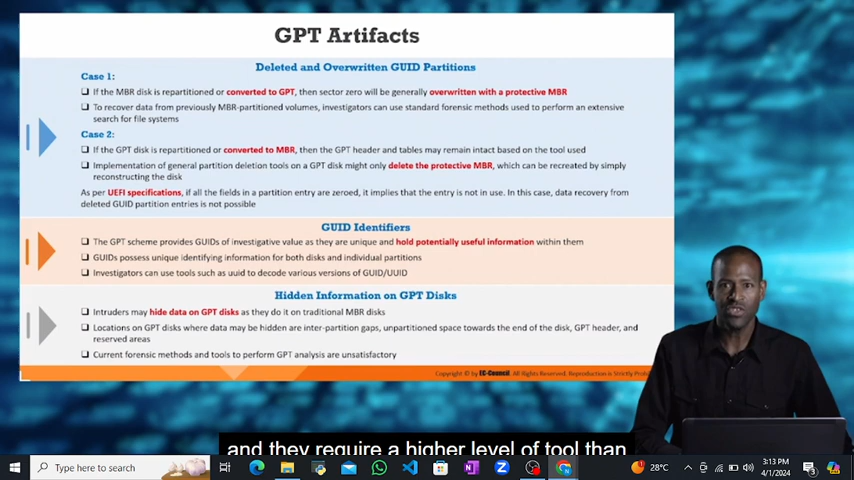 GPT Artifacts
Deleted and Overwritten GUID Partitions
Case 1:
If the MBR disk is repartitioned or converted to GPT, then sector zero will be generally overwritten with a protective MBR
To recover data from previously MBR-partitioned volumes, investigators can use standard forensic methods used to perform an extensive
search for file systems
Case 2:
If the GPT disk is repartitioned or converted to MBR, then the GPT header and tables may remain intact based on the tool used
Implementation of general partition deletion tools on a GPT disk might only delete the protective MBR, which can be recreated by simply
reconstructing the disk
As per UEFI specifications, if all the fields in a partition entry are zeroed, it implies that the entry is not in use. In this case, data recovery from
deleted GUID partition entries is not possible
GUID Identifiers
The GPT scheme provides GUIDs of investigative value as they are unique and hold potentially useful information within them
GUIDs possess unique identifying information for both disks and individual partitions
Investigators can use tools such as uuid to decode various versions of GUID/UUID
Hidden Information on GPT Disks
Intruders may hide data on GPT disks as they do it on traditional MBR disks
Locations on GPT disks where data may be hidden are inter-partition gaps, unpartitioned space towards the end of the disk, GPT header, and
reserved areas
Current forensic methods and tools to perform GPT analysis are unsatisfactory
Copyright © by EC-Council. All Rights Reserved. Reproduction is Strictly
and they require a higher level of tool than
Type here to search
28°C
3:13 PM
4/1/2024